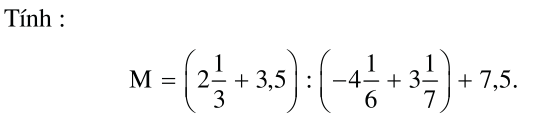 Tính :
M = (2 1/3 + 3,5) : (−4 1/6 + 3 1/7) + 7,5.